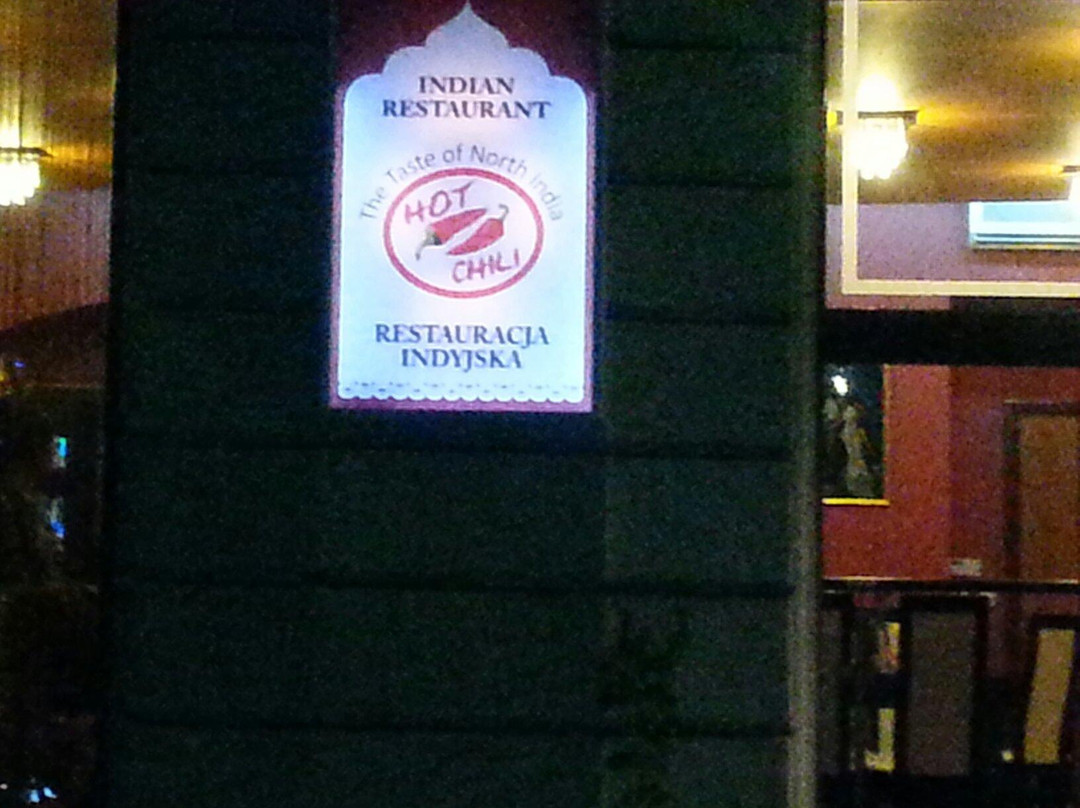 INDIAN
RESTAURANT
The Taste of North India
HOT
CHILI
RESTAURACJA
INDYJSKA